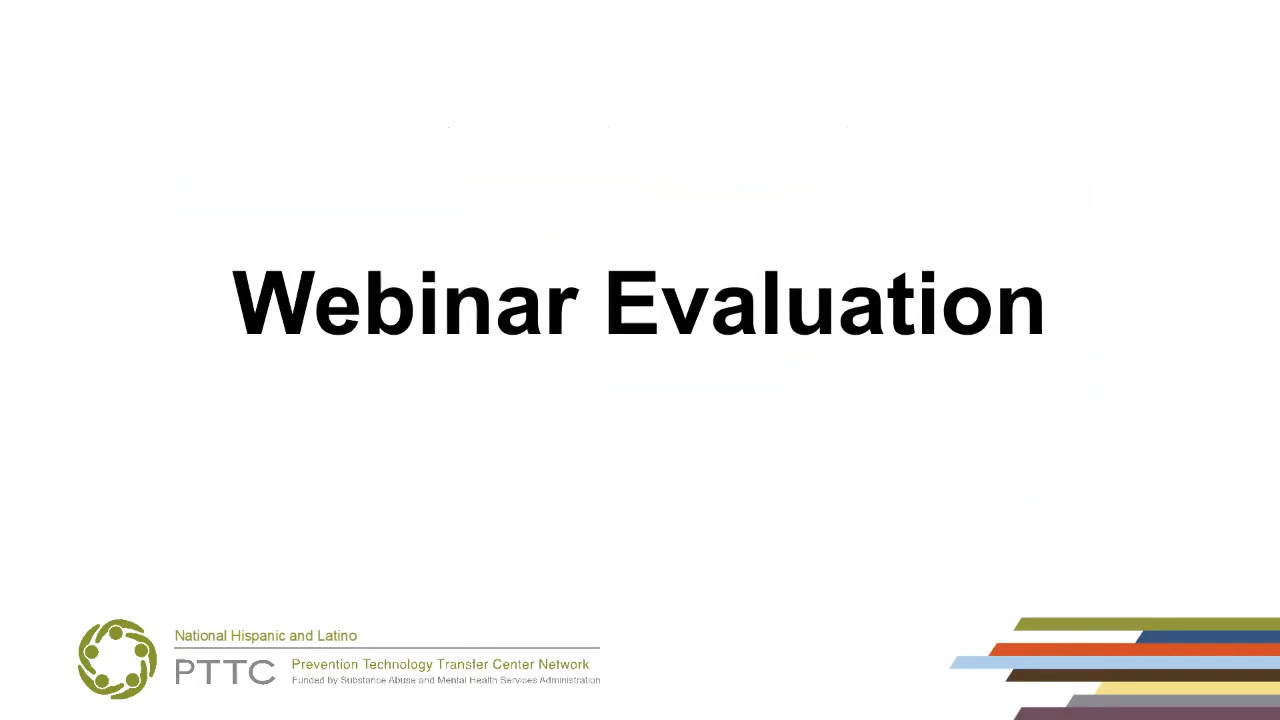 Webinar Evaluation
National Hispanic and Latino
PTTC
Prevention Technology Transfer Center Network
Funded by Substance Abuse and Mental Health Services Administration